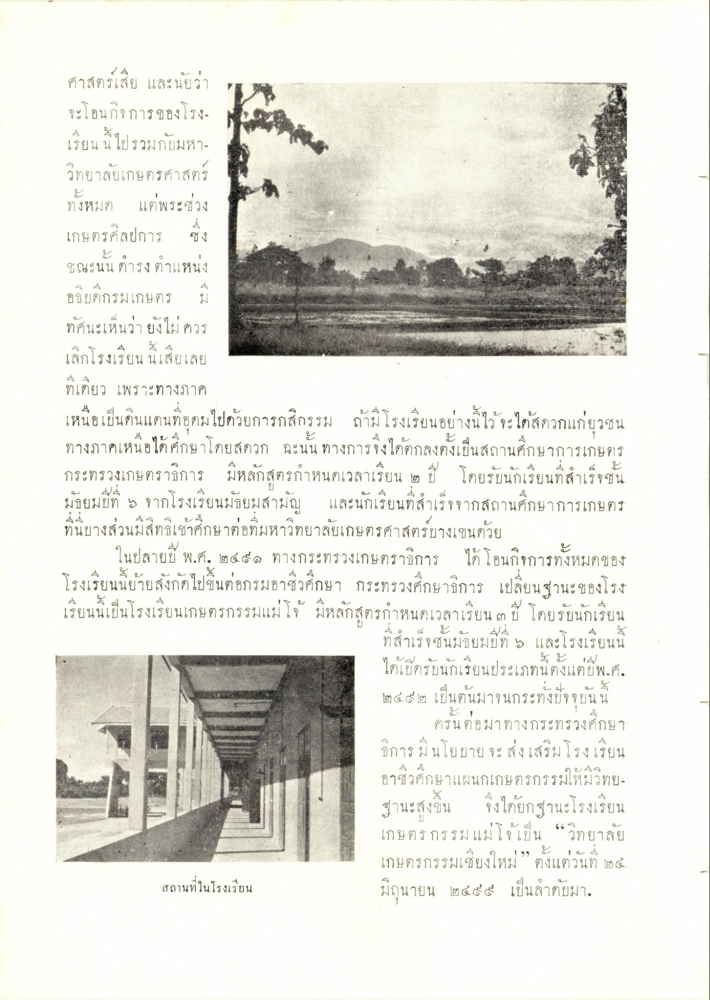 ศาสตร์เสีย และนัยว่า
จะโอนกิจการของโรง-
เรียนนี้ไปรวมกับมหา-
วิทยาลัยเกษตรศาสตร์
ทั้งหมด แต่พระช่วง
เกษตรศิลปการ ซึ่ง
ขณะนั้นดำรงตำแหน่ง
อธิบดีกรมเกษตร มี
ทัศนะเห็นว่า ยังไม่ควร
เลิกโรงเรียนนี้เสียเลย
ทีเดียว เพราะทางภาค
เหนือเป็นดินแดนที่อุดมไปด้วยการกสิกรรม ถ้ามีโรงเรียนอย่างนี้ไว้จะได้สดวกแก่ยุวชน
ทางภาคเหนือได้ศึกษาโดยสดวก ฉะนั้นทางการจึงได้ตกลงตั้งเป็นสถานศึกษาการเกษตร
กระทรวงเกษตราธิการ มีหลักสูตรกำหนดเวลาเรียน ๒ ปี โดยรับนักเรียนที่สำเร็จชั้น
มัธยมปีที่ ๖ จากโรงเรียนมัธยมสามัญ และนักเรียนที่สำเร็จจากสถานศึกษาการเกษตร
ที่นี่บางส่วนมีสิทธิเข้าศึกษาต่อที่มหาวิทยาลัยเกษตรศาสตร์บางเขนด้วย
ในปลายปี พ.ศ. ๒๔๙๑ ทางกระทรวงเกษตราธิการ ได้โอนกิจการทั้งหมดของ
โรงเรียนนี้ย้ายสังกัดไปขึ้นต่อกรมอาชีวศึกษา กระทรวงศึกษาธิการ เปลี่ยนฐานะของโรง
เรียนนี้เป็นโรงเรียนเกษตรกรรมแม่โจ้ มีหลักสูตรกำหนดเวลาเรียน ๓ ปี โดยรับนักเรียน
ที่สำเร็จชั้นมัธยมปีที่ ๖ และโรงเรียนนี้
ได้เปิดรับนักเรียนประเภทนี้ตั้งแต่ปีพ.ศ.
๒๔๙๒ เป็นต้นมาจนกระทั่งปัจจุบันนี้
ครั้นต่อมาทางกระทรวงศึกษา
ธิการมีนโยบายจะส่งเสริมโรงเรียน
อาชีวศึกษาแผนกเกษตรกรรมให้มีวิทย-
ฐานะสูงขึ้น จึงได้ยกฐานะโรงเรียน
เกษตรกรรมแม่โจ้เป็น “วิทยาลัย
เกษตรกรรมเชียงใหม่” ตั้งแต่วันที่ ๒๔
มิถุนายน ๒๔๙๙ เป็นลำดับมา.
สถานที่ในโรงเรียน